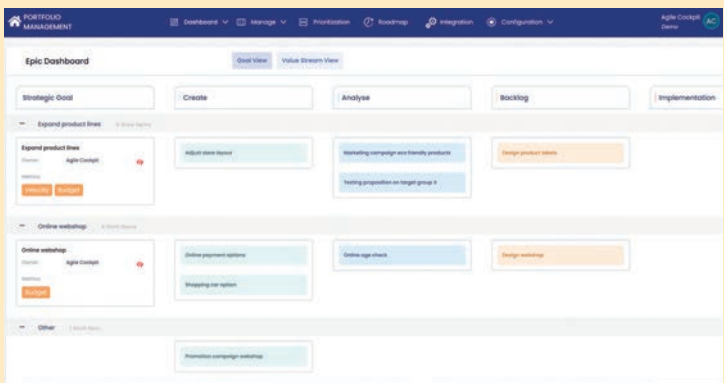 PORTFOLIO
MANAGEMENT
Dashboard Manage Prioritization Roadmap Integration Configuration
Agile Cockpit
Demo
AC
Epic Dashboard
Goal View Value Stream View
Strategic Goal Create Analyse Backlog Implementation
Expand product lines
Expand product lines
Owner Agile Cockpit
Velocity Budget
Adjust store layout
Marketing campaign eco friendly products
Testing proposition on target group 3
Design product labels
Online webshop
Online webshop
Owner Agile Cockpit
Budget
Online payment options
Shopping car option
Online age check
Design webshop
Other
Promotion campaign webshop